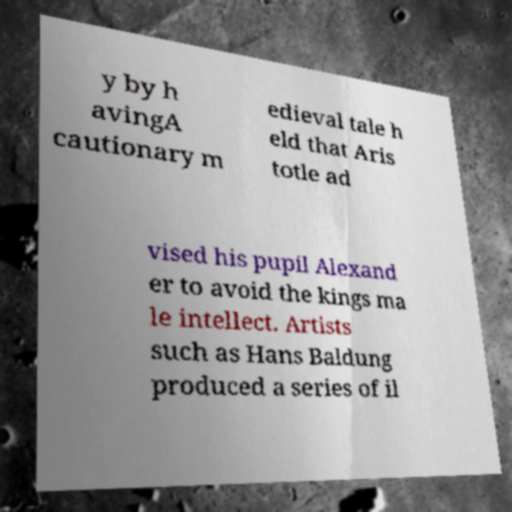 y by h
avingA
cautionary m
edieval tale h
eld that Aris
totle ad
vised his pupil Alexand
er to avoid the kings ma
le intellect. Artists
such as Hans Baldung
produced a series of il